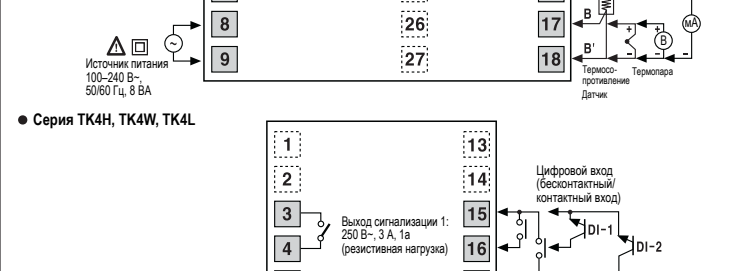 8
26
17
B
mA
~
9
27
18
B'
+
-
+
B
-
-
Источник питания
100–240 В~,
50/60 Гц, 8 ВА
Термосо-
противление
Датчик
Термопара
● Серия TK4H, TK4W, TK4L
1
13
2
14
Цифровой вход
(бесконтактный/
контактный вход)
3
Выход сигнализации 1:
250 В~, 3 А, 1а
(резистивная нагрузка)
15
4
16
DI-1
DI-2